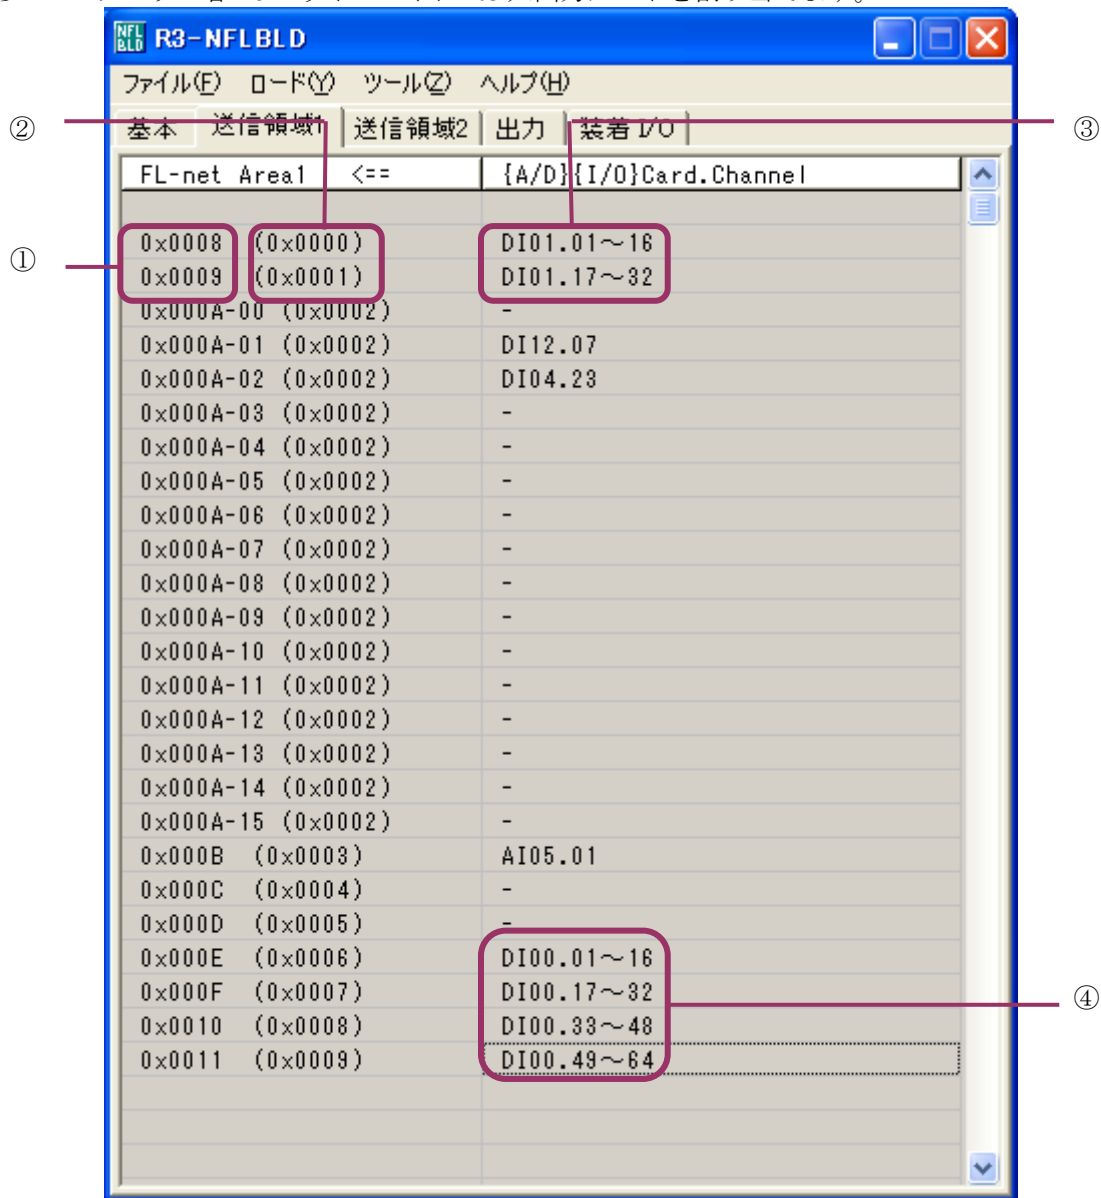 R3-NFLBLD
ファイル(F) ロード(Y) ツール(Z) ヘルプ(H)
② 基本 送信領域1 送信領域2 出力 装着 I/O ③
FL-net Area1 <== {A/D}{I/O}Card.Channel
0x0008 (0x0000) DI01.01～16
①
0x0009 (0x0001) DI01.17～32
0x000A-00 (0x0002) -
0x000A-01 (0x0002) DI12.07
0x000A-02 (0x0002) DI04.23
0x000A-03 (0x0002) -
0x000A-04 (0x0002) -
0x000A-05 (0x0002) -
0x000A-06 (0x0002) -
0x000A-07 (0x0002) -
0x000A-08 (0x0002) -
0x000A-09 (0x0002) -
0x000A-10 (0x0002) -
0x000A-11 (0x0002) -
0x000A-12 (0x0002) -
0x000A-13 (0x0002) -
0x000A-14 (0x0002) -
0x000A-15 (0x0002) -
0x000B (0x0003) AI05.01
0x000C (0x0004) -
0x000D (0x0005) -
0x000E (0x0006) DI00.01～16
0x000F (0x0007) DI00.17～32 ④
0x0010 (0x0008) DI00.33～48
0x0011 (0x0009) DI00.49～64